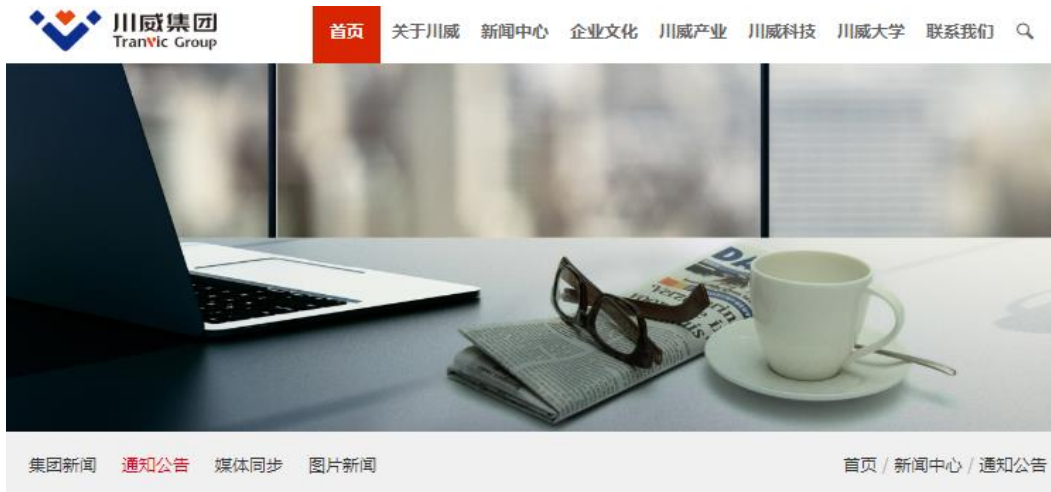 川威集团
TranVic Group
首页 关于川威 新闻中心 企业文化 川威产业 川威科技 川威大学 联系我们
DA
集团新闻 通知公告 媒体同步 图片新闻 首页 / 新闻中心 / 通知公告